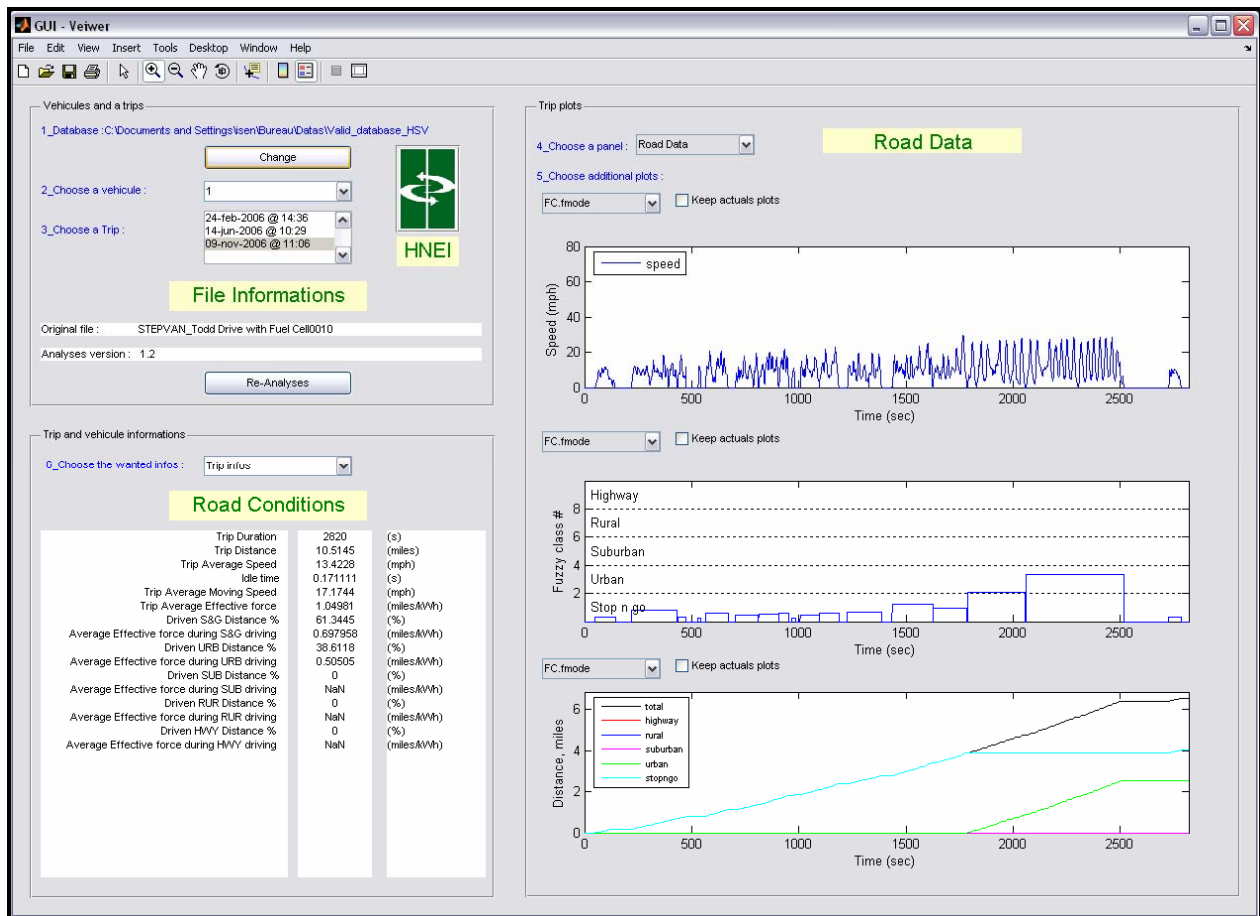 GUI - Veiwer
File Edit View Insert Tools Desktop Window Help
Vehicules and a trips
1_Database :C:\Documents and Settings\isen\Bureau\Datas\Valid_database_HSV
Change
2_Choose a vehicule :
1
3_Choose a Trip :
24-feb-2006 @ 14:36
14-jun-2006 @ 10:29
09-nov-2006 @ 11:06
HNEI
File Informations
Original file : STEPVAN_Todd Drive with Fuel Cell0010
Analyses version : 1.2
Re-Analyses
Trip and vehicule informations
6_Choose the wanted infos :
Trip infos
Road Conditions
Trip Duration 2820 (s)
Trip Distance 10.5145 (miles)
Trip Average Speed 13.4228 (mph)
Idle time 0.171111 (s)
Trip Average Moving Speed 17.1744 (mph)
Trip Average Effective force 1.04981 (miles/kWh)
Driven S&G Distance % 61.3445 (%)
Average Effective force during S&G driving 0.697958 (miles/kWh)
Driven URB Distance % 38.6118 (%)
Average Effective force during URB driving 0.50505 (miles/kWh)
Driven SUB Distance % 0 (%)
Average Effective force during SUB driving NaN (miles/kWh)
Driven RUR Distance % 0 (%)
Average Effective force during RUR driving NaN (miles/kWh)
Driven HWY Distance % 0 (%)
Average Effective force during HWY driving NaN (miles/kWh)
Trip plots
4_Choose a panel : Road Data
Road Data
5_Choose additional plots :
FC.fmode
Keep actuals plots
80
60
40
20
0
Speed (mph)
speed
0 500 1000 1500 2000 2500
Time (sec)
FC.fmode
Keep actuals plots
8
6
4
2
Fuzzy class #
Highway
Rural
Suburban
Urban
Stop n go
0 500 1000 1500 2000 2500
Time (sec)
FC.fmode
Keep actuals plots
6
4
2
0
Distance, miles
total
highway
rural
suburban
urban
stopngo
0 500 1000 1500 2000 2500
Time (sec)